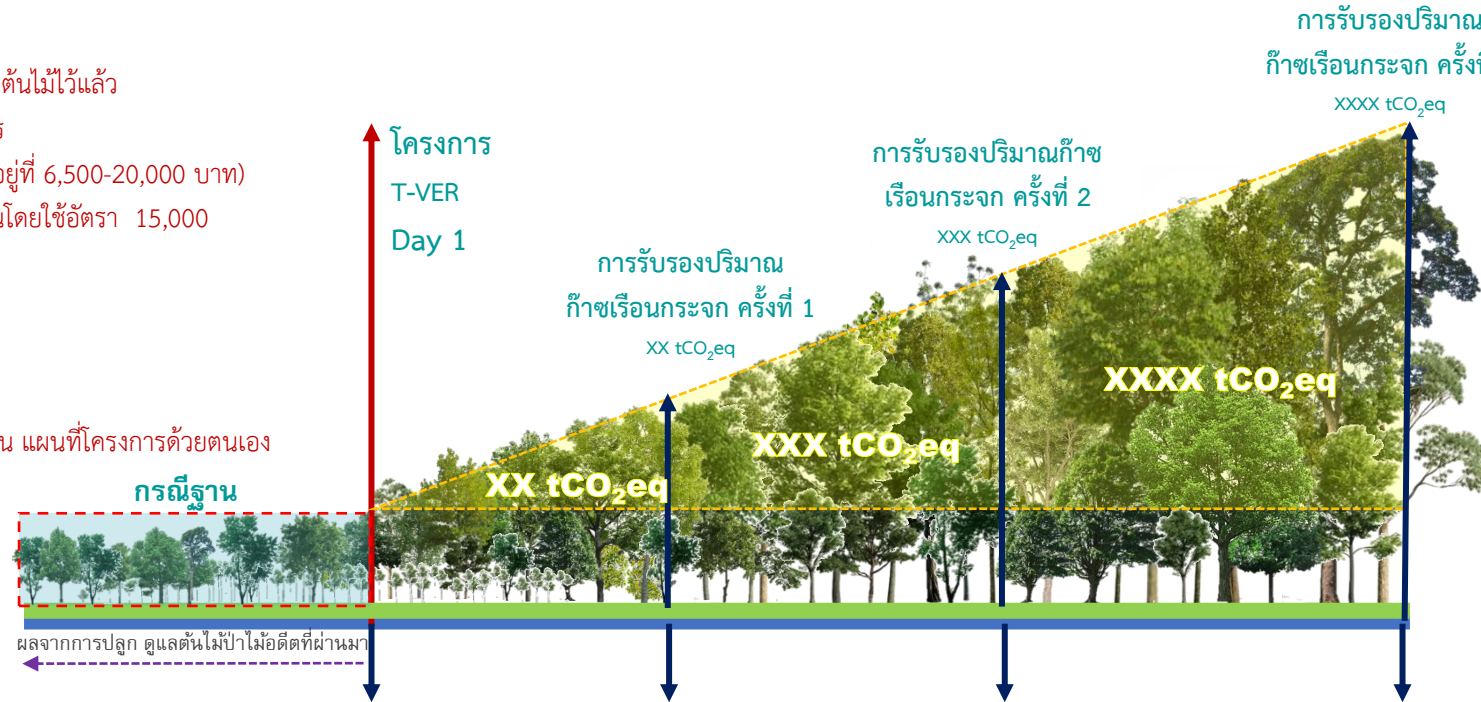 การรับรองปริมาณ
ก๊าซเรือนกระจก ครั้งที่
XXXX tCO₂eq
ต้นไม้ไว้แล้ว
อยู่ที่ 6,500-20,000 บาท)
โดยใช้อัตรา 15,000
โครงการ
T-VER
Day 1
การรับรองปริมาณก๊าซ
เรือนกระจก ครั้งที่ 2
XXX tCO₂eq
การรับรองปริมาณ
ก๊าซเรือนกระจก ครั้งที่ 1
XX tCO₂eq
XXXX tCO₂eq
XXX tCO₂eq
XX tCO₂eq
น แผนที่โครงการด้วยตนเอง
กรณีฐาน
ผลจากการปลูก ดูแลต้นไม้ป่าไม้อดีตที่ผ่านมา